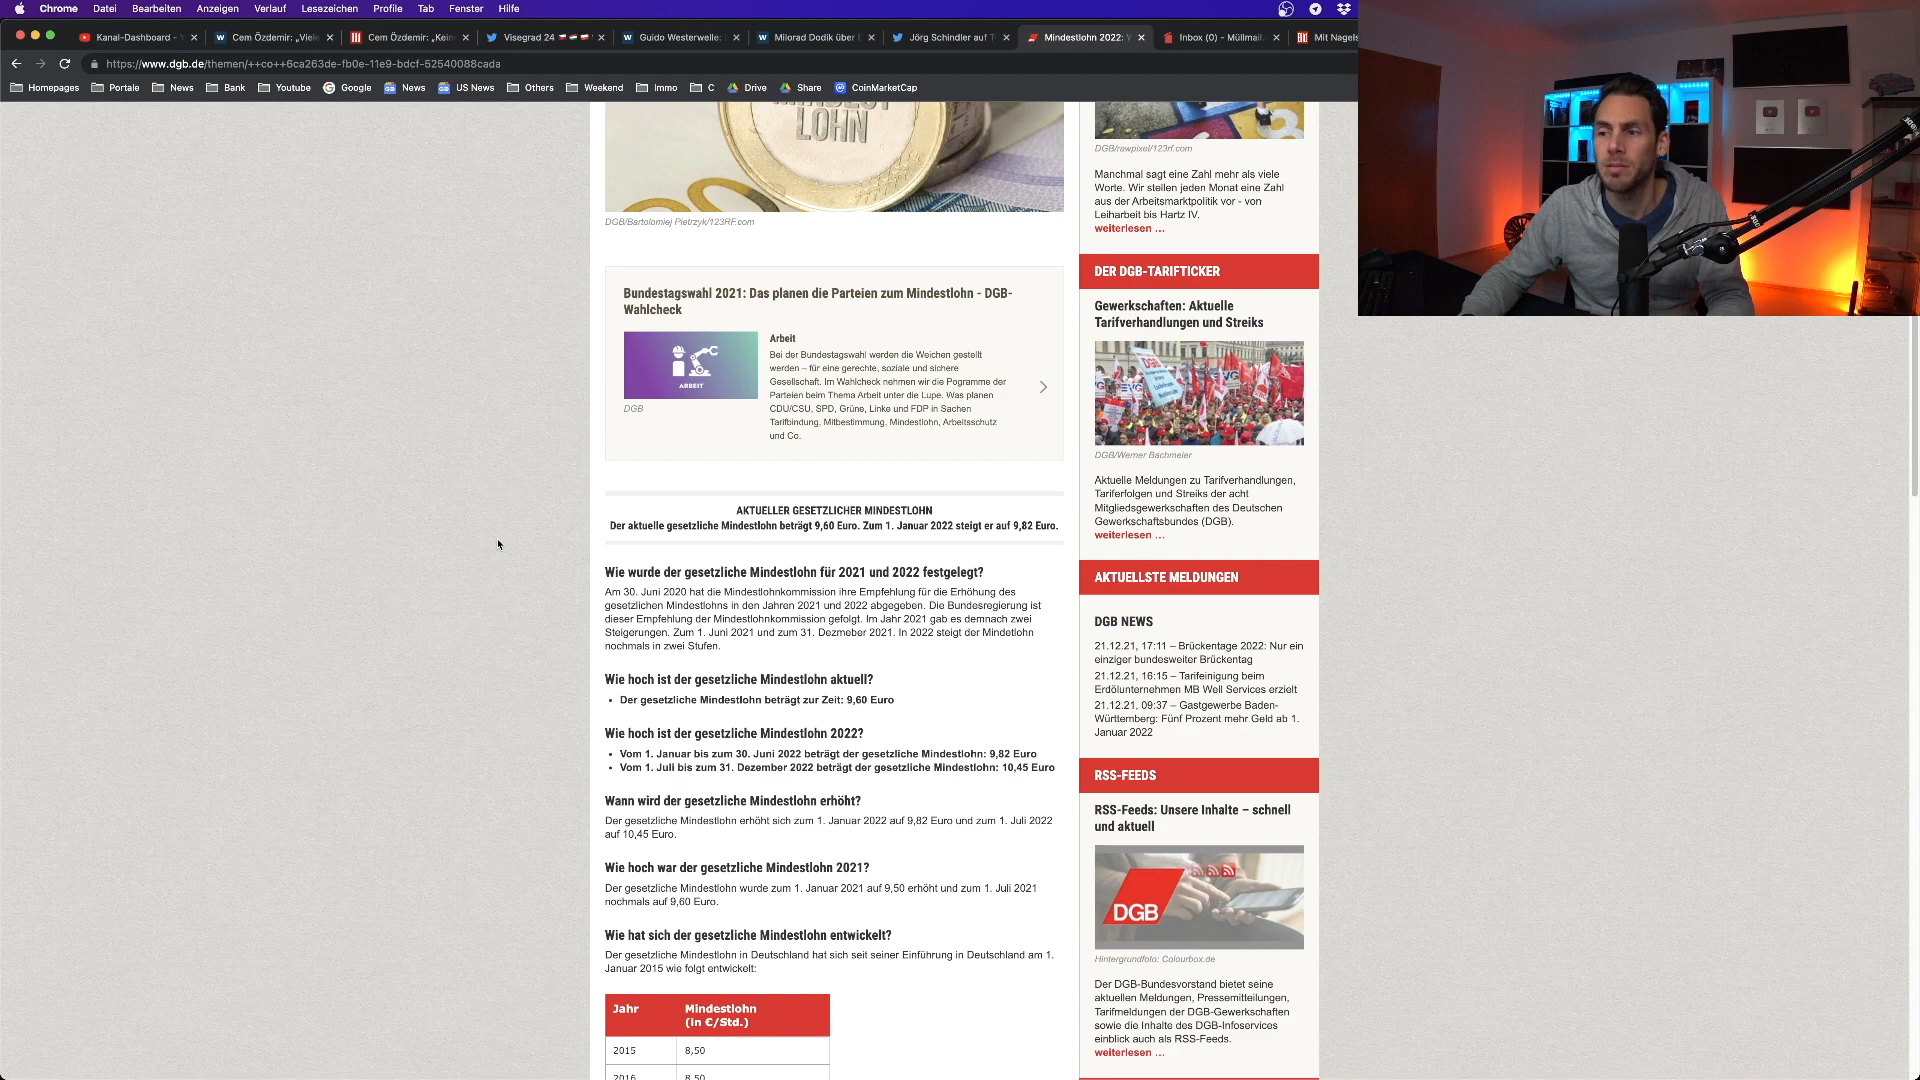 Chrome Datei Bearbeiten Anzeigen Verlauf Lesezeichen Profile Tab Fenster Hilfe
Kanal-Dashboard - Y
Cem Özdemir: „Viele
Cem Özdemir: „Kein
Visegrad 24
Guido Westerwelle:
Milorad Dodik über
Jörg Schindler auf T
Mindestlohn 2022: W
Inbox (0) - Müllmail
Mit Nagels
https://www.dgb.de/themen/++co++6ca263de-fb0e-11e9-bdcf-52540088cada
Homepages Portale News Bank Youtube Google News US News Others Weekend Immo C Drive Share CoinMarketCap
MINDEST
LOHN
DGB/Bartolomiej Pietrzyk/123RF.com
Bundestagswahl 2021: Das planen die Parteien zum Mindestlohn - DGB-
Wahlcheck
ARBEIT
DGB
Arbeit
Bei der Bundestagswahl werden die Weichen gestellt
werden – für eine gerechte, soziale und sichere
Gesellschaft. Im Wahlcheck nehmen wir die Pogramme der
Parteien beim Thema Arbeit unter die Lupe. Was planen
CDU/CSU, SPD, Grüne, Linke und FDP in Sachen
Tarifbindung, Mitbestimmung, Mindestlohn, Arbeitsschutz
und Co.
AKTUELLER GESETZLICHER MINDESTLOHN
Der aktuelle gesetzliche Mindestlohn beträgt 9,60 Euro. Zum 1. Januar 2022 steigt er auf 9,82 Euro.
Wie wurde der gesetzliche Mindestlohn für 2021 und 2022 festgelegt?
Am 30. Juni 2020 hat die Mindestlohnkommission ihre Empfehlung für die Erhöhung des
gesetzlichen Mindestlohns in den Jahren 2021 und 2022 abgegeben. Die Bundesregierung ist
dieser Empfehlung der Mindestlohnkommission gefolgt. Im Jahr 2021 gab es demnach zwei
Steigerungen. Zum 1. Juni 2021 und zum 31. Dezmeber 2021. In 2022 steigt der Mindetlohn
nochmals in zwei Stufen.
Wie hoch ist der gesetzliche Mindestlohn aktuell?
• Der gesetzliche Mindestlohn beträgt zur Zeit: 9,60 Euro
Wie hoch ist der gesetzliche Mindestlohn 2022?
• Vom 1. Januar bis zum 30. Juni 2022 beträgt der gesetzliche Mindestlohn: 9,82 Euro
• Vom 1. Juli bis zum 31. Dezember 2022 beträgt der gesetzliche Mindestlohn: 10,45 Euro
Wann wird der gesetzliche Mindestlohn erhöht?
Der gesetzliche Mindestlohn erhöht sich zum 1. Januar 2022 auf 9,82 Euro und zum 1. Juli 2022
auf 10,45 Euro.
Wie hoch war der gesetzliche Mindestlohn 2021?
Der gesetzliche Mindestlohn wurde zum 1. Januar 2021 auf 9,50 erhöht und zum 1. Juli 2021
nochmals auf 9,60 Euro.
Wie hat sich der gesetzliche Mindestlohn entwickelt?
Der gesetzliche Mindestlohn in Deutschland hat sich seit seiner Einführung in Deutschland am 1.
Januar 2015 wie folgt entwickelt:
Jahr Mindestlohn
(in €/Std.)
2015 8,50
2016 8,50
DGB/rawpixel/123rf.com
Manchmal sagt eine Zahl mehr als viele
Worte. Wir stellen jeden Monat eine Zahl
aus der Arbeitsmarktpolitik vor - von
Leiharbeit bis Hartz IV.
weiterlesen …
DER DGB-TARIFTICKER
Gewerkschaften: Aktuelle
Tarifverhandlungen und Streiks
DGB/Werner Bachmeier
Aktuelle Meldungen zu Tarifverhandlungen,
Tariferfolgen und Streiks der acht
Mitgliedsgewerkschaften des Deutschen
Gewerkschaftsbundes (DGB).
weiterlesen …
AKTUELLSTE MELDUNGEN
DGB NEWS
21.12.21, 17:11 – Brückentage 2022: Nur ein
einziger bundesweiter Brückentag
21.12.21, 16:15 – Tarifeinigung beim
Erdölunternehmen MB Well Services erzielt
21.12.21, 09:37 – Gastgewerbe Baden-
Württemberg: Fünf Prozent mehr Geld ab 1.
Januar 2022
RSS-FEEDS
RSS-Feeds: Unsere Inhalte – schnell
und aktuell
DGB
Hintergrundfoto: Colourbox.de
Der DGB-Bundesvorstand bietet seine
aktuellen Meldungen, Pressemitteilungen,
Tarifmeldungen der DGB-Gewerkschaften
sowie die Inhalte des DGB-Infoservices
einblick auch als RSS-Feeds.
weiterlesen …